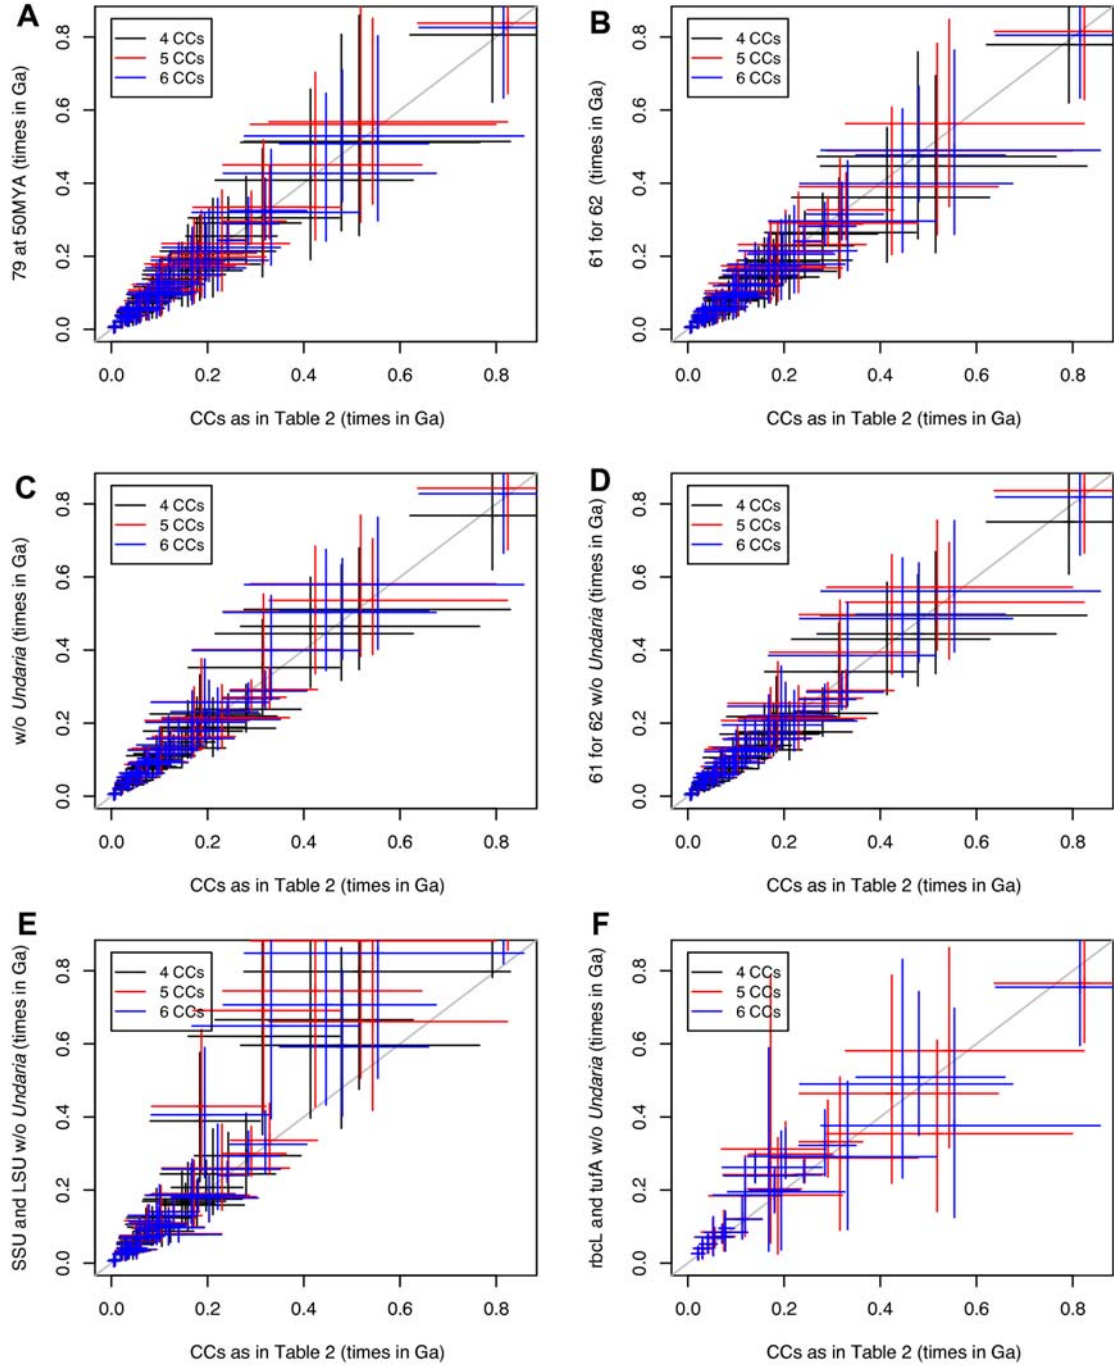 A
0.8
0.6
0.4
0.2
0.0
79 at 50MYA (times in Ga)
4 CCs
5 CCs
6 CCs
0.0 0.2 0.4 0.6 0.8
CCs as in Table 2 (times in Ga)
B
0.8
0.6
0.4
0.2
0.0
61 for 62 (times in Ga)
4 CCs
5 CCs
6 CCs
0.0 0.2 0.4 0.6 0.8
CCs as in Table 2 (times in Ga)
C
0.8
0.6
0.4
0.2
0.0
w/o Undaria (times in Ga)
4 CCs
5 CCs
6 CCs
0.0 0.2 0.4 0.6 0.8
CCs as in Table 2 (times in Ga)
D
0.8
0.6
0.4
0.2
0.0
61 for 62 w/o Undaria (times in Ga)
4 CCs
5 CCs
6 CCs
0.0 0.2 0.4 0.6 0.8
CCs as in Table 2 (times in Ga)
E
0.8
0.6
0.4
0.2
0.0
SSU and LSU w/o Undaria (times in Ga)
4 CCs
5 CCs
6 CCs
0.0 0.2 0.4 0.6 0.8
CCs as in Table 2 (times in Ga)
F
0.8
0.6
0.4
0.2
0.0
rbcL and tufA w/o Undaria (times in Ga)
4 CCs
5 CCs
6 CCs
0.0 0.2 0.4 0.6 0.8
CCs as in Table 2 (times in Ga)